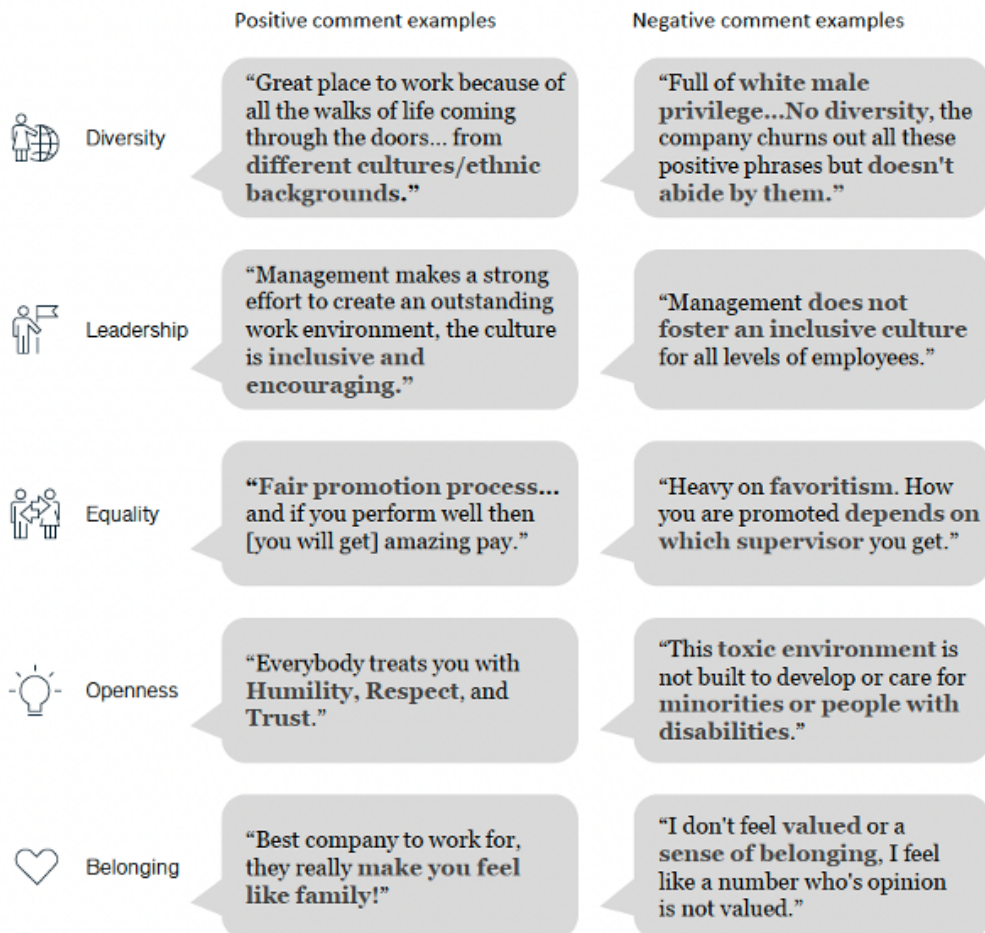 Positive comment examples
Negative comment examples
Diversity
“Great place to work because of
all the walks of life coming
through the doors... from
different cultures/ethnic
backgrounds.”
“Full of white male
privilege...No diversity, the
company churns out all these
positive phrases but doesn't
abide by them.”
Leadership
“Management makes a strong
effort to create an outstanding
work environment, the culture
is inclusive and
encouraging.”
“Management does not
foster an inclusive culture
for all levels of employees.”
Equality
“Fair promotion process...
and if you perform well then
[you will get] amazing pay.”
“Heavy on favoritism. How
you are promoted depends on
which supervisor you get.”
Openness
“Everybody treats you with
Humility, Respect, and
Trust.”
“This toxic environment is
not built to develop or care for
minorities or people with
disabilities.”
Belonging
“Best company to work for,
they really make you feel
like family!”
“I don't feel valued or a
sense of belonging, I feel
like a number who's opinion
is not valued.”